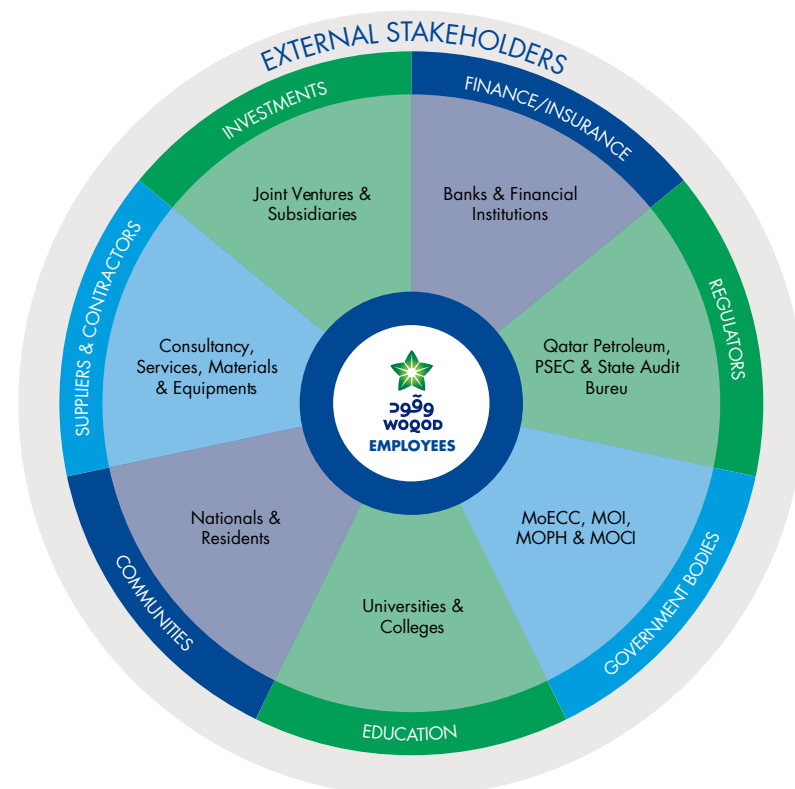 EXTERNAL STAKEHOLDERS
FINANCE/INSURANCE
Banks & Financial
Institutions
REGULATORS
Qatar Petroleum,
PSEC & State Audit
Bureu
GOVERNMENT BODIES
MoECC, MOI,
MOPH & MOCI
EDUCATION
Universities &
Colleges
COMMUNITIES
Nationals &
Residents
SUPPLIERS & CONTRACTORS
Consultancy,
Services, Materials
& Equipments
INVESTMENTS
Joint Ventures &
Subsidiaries
وقود
WOQOD
EMPLOYEES